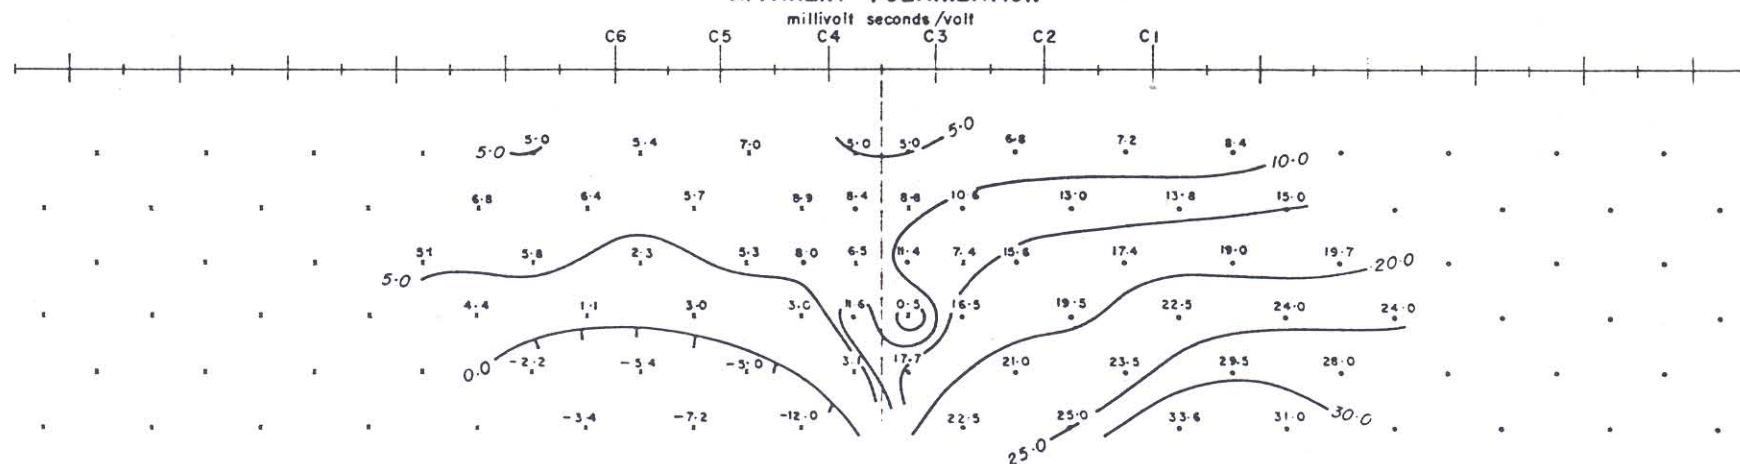 millivolt seconds/volt
C6 C5 C4 C3 C2 C1
5.0 5.0 5.4 7.0 5.0 5.0 5.0 6.8 7.2 8.4 10.0
6.8 6.4 5.7 8.9 8.4 8.8 10.6 13.0 13.8 15.0
5.0 5.1 5.8 2.3 5.3 8.0 6.5 11.4 7.4 15.6 17.4 19.0 19.7 20.0
4.4 1.1 3.0 3.0 11.6 0.5 16.5 19.5 22.5 24.0 24.0
0.0 -2.2 -5.4 -5.0 3.1 17.7 21.0 23.5 29.5 28.0
-3.4 -7.2 -12.0 22.5 25.0 33.6 31.0 30.0
25.0